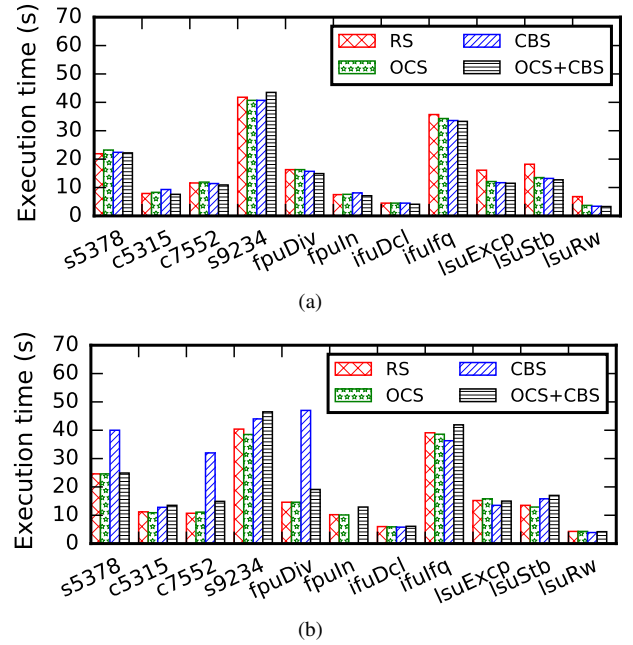 (a)
Execution time (s)
70
60
50
40
30
20
10
0
RS CBS
OCS OCS+CBS
s5378 c5315 c7552 s9234 fpuDiv fpuIn ifuDcl ifuIfq lsuExcp lsuStb lsuRw
(a)
Execution time (s)
70
60
50
40
30
20
10
0
RS CBS
OCS OCS+CBS
s5378 c5315 c7552 s9234 fpuDiv fpuIn ifuDcl ifuIfq lsuExcp lsuStb lsuRw
(b)